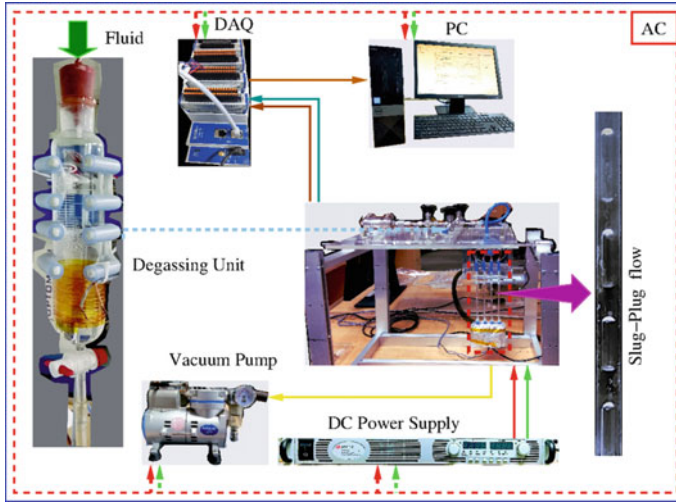 Fluid
DAQ
PC
AC
Degassing Unit
Slug-Plug flow
Vacuum Pump
DC Power Supply